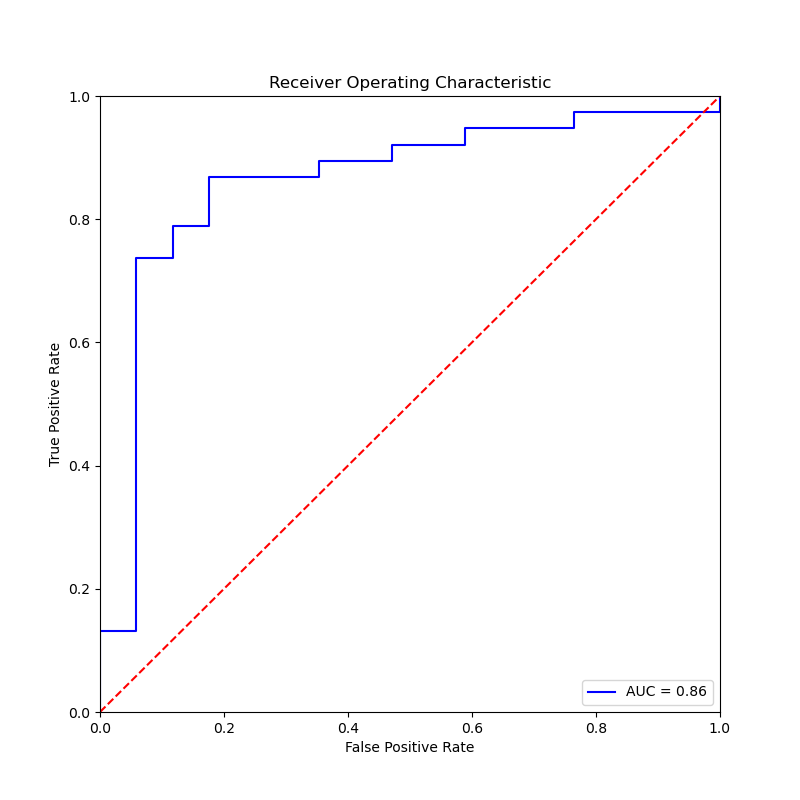 Receiver Operating Characteristic
1.0
0.8
0.6
0.4
0.2
0.0
True Positive Rate
AUC = 0.86
0.0 0.2 0.4 0.6 0.8 1.0
False Positive Rate